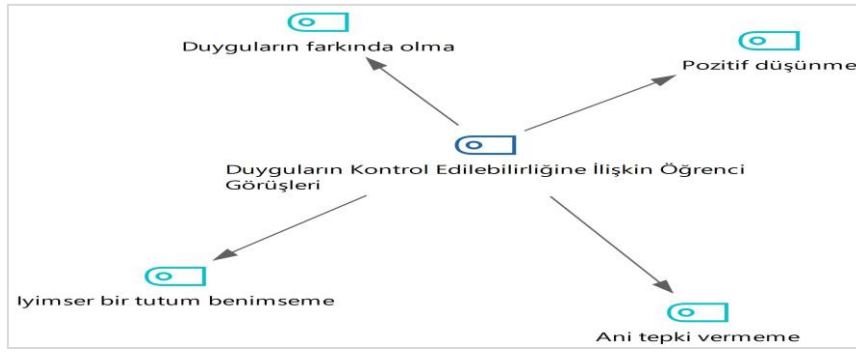 Duyguların farkında olma
Pozitif düşünme
Duyguların Kontrol Edilebilirliğine İlişkin Öğrenci
Görüşleri
Iyimser bir tutum benimseme
Ani tepki vermeme